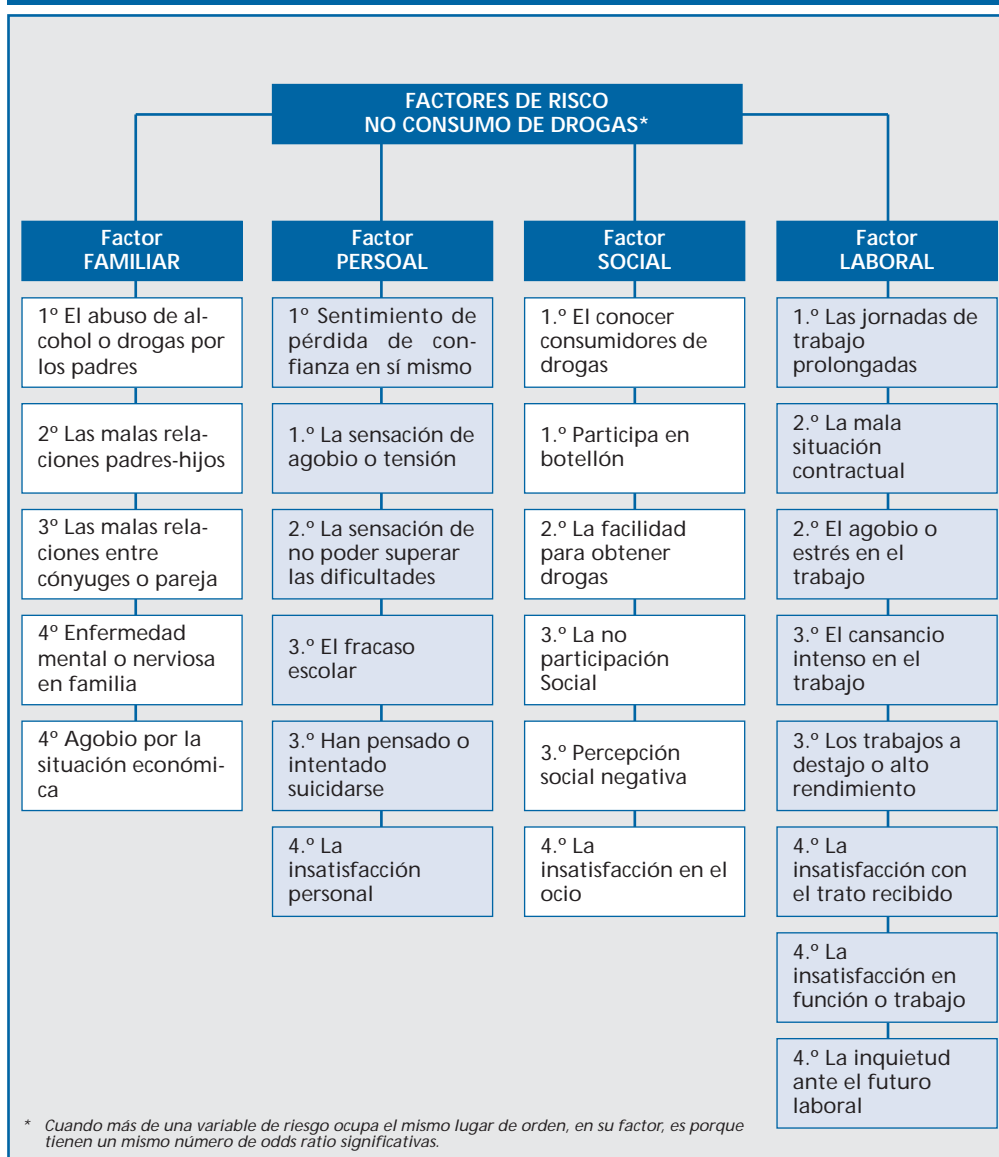 FACTORES DE RISCO
NO CONSUMO DE DROGAS*
Factor
FAMILIAR
1º El abuso de al-
cohol o drogas por
los padres
2º Las malas rela-
ciones padres-hijos
3º Las malas rela-
ciones entre
cónyuges o pareja
4º Enfermedad
mental o nerviosa
en familia
4º Agobio por la
situación económi-
ca
Factor
PERSOAL
1º Sentimiento de
pérdida de con-
fianza en sí mismo
1.º La sensación de
agobio o tensión
2.º La sensación de
no poder superar
las dificultades
3.º El fracaso
escolar
3.º Han pensado o
intentado
suicidarse
4.º La
insatisfacción
personal
Factor
SOCIAL
1.º El conocer
consumidores de
drogas
1.º Participa en
botellón
2.º La facilidad
para obtener
drogas
3.º La no
participación
Social
3.º Percepción
social negativa
4.º La
insatisfacción en el
ocio
Factor
LABORAL
1.º Las jornadas de
trabajo
prolongadas
2.º La mala
situación
contractual
2.º El agobio o
estrés en el
trabajo
3.º El cansancio
intenso en el
trabajo
3.º Los trabajos a
destajo o alto
rendimiento
4.º La
insatisfacción con
el trato recibido
4.º La
insatisfacción en
función o trabajo
4.º La inquietud
ante el futuro
laboral
* Cuando más de una variable de riesgo ocupa el mismo lugar de orden, en su factor, es porque
tienen un mismo número de odds ratio significativas.